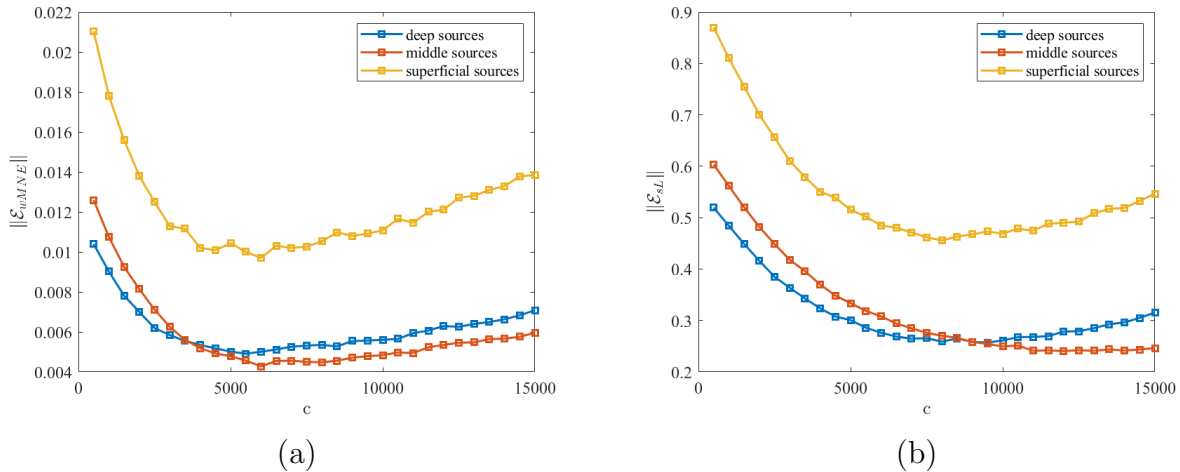 0.022
0.02
0.018
0.016
0.014
0.012
0.01
0.008
0.006
0.004
||ℰ_{wMNE}||
0 5000 10000 15000
c
deep sources
middle sources
superficial sources
(a)
0.9
0.8
0.7
0.6
0.5
0.4
0.3
0.2
||ℰ_{sL}||
0 5000 10000 15000
c
deep sources
middle sources
superficial sources
(b)